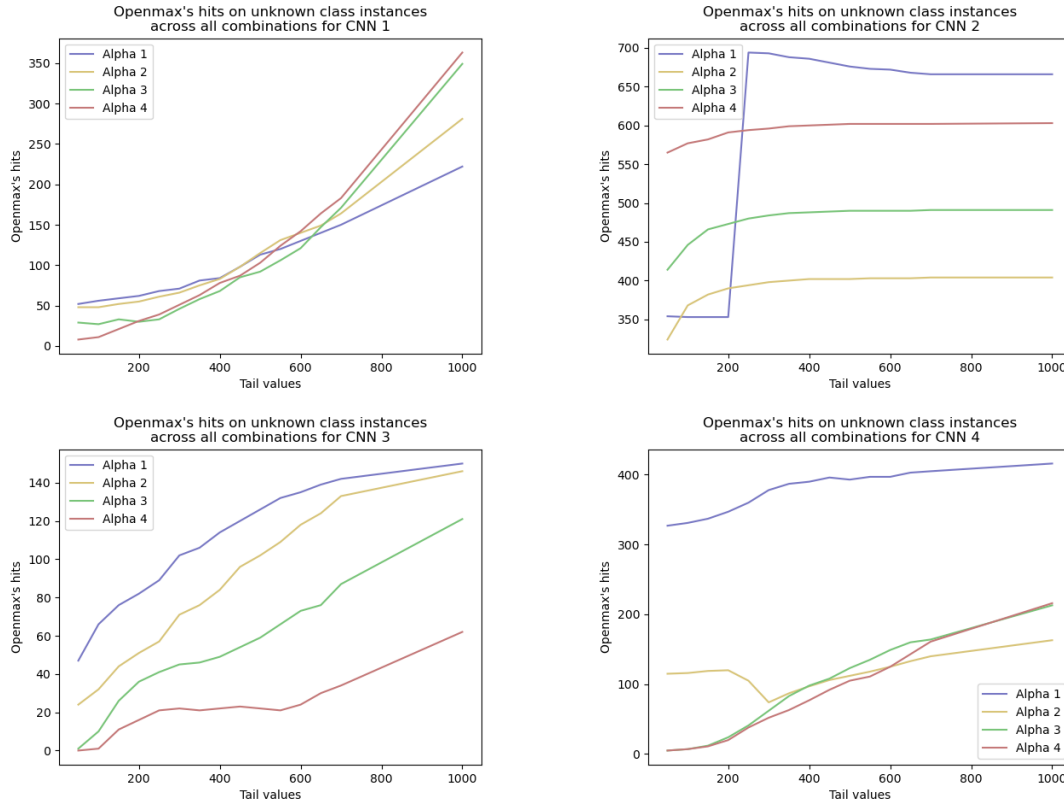 Openmax's hits on unknown class instances
across all combinations for CNN 1
Alpha 1
Alpha 2
Alpha 3
Alpha 4
Openmax's hits
350
300
250
200
150
100
50
0
200
400
600
800
1000
Tail values
Openmax's hits on unknown class instances
across all combinations for CNN 2
Alpha 1
Alpha 2
Alpha 3
Alpha 4
Openmax's hits
700
650
600
550
500
450
400
350
200
400
600
800
1000
Tail values
Openmax's hits on unknown class instances
across all combinations for CNN 3
Alpha 1
Alpha 2
Alpha 3
Alpha 4
Openmax's hits
140
120
100
80
60
40
20
0
200
400
600
800
1000
Tail values
Openmax's hits on unknown class instances
across all combinations for CNN 4
Openmax's hits
400
300
200
100
0
Alpha 1
Alpha 2
Alpha 3
Alpha 4
200
400
600
800
1000
Tail values